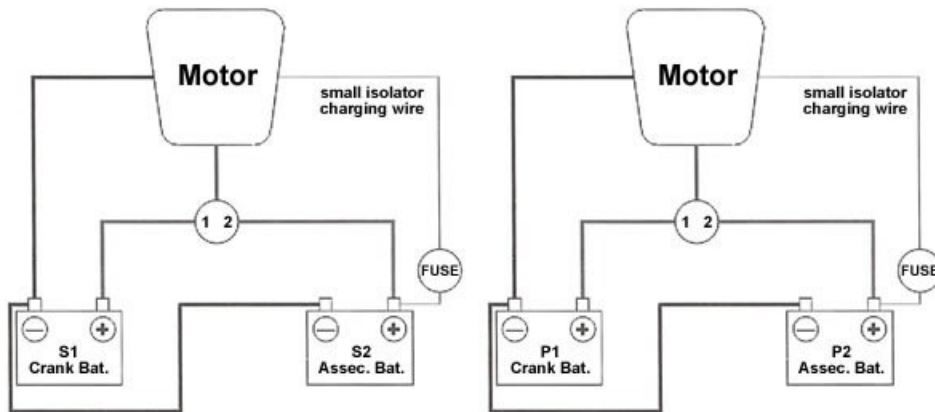 Motor
small isolator
charging wire
1 2
FUSE
S1
Crank Bat.
S2
Assec. Bat.
Motor
small isolator
charging wire
1 2
FUSE
P1
Crank Bat.
P2
Assec. Bat.